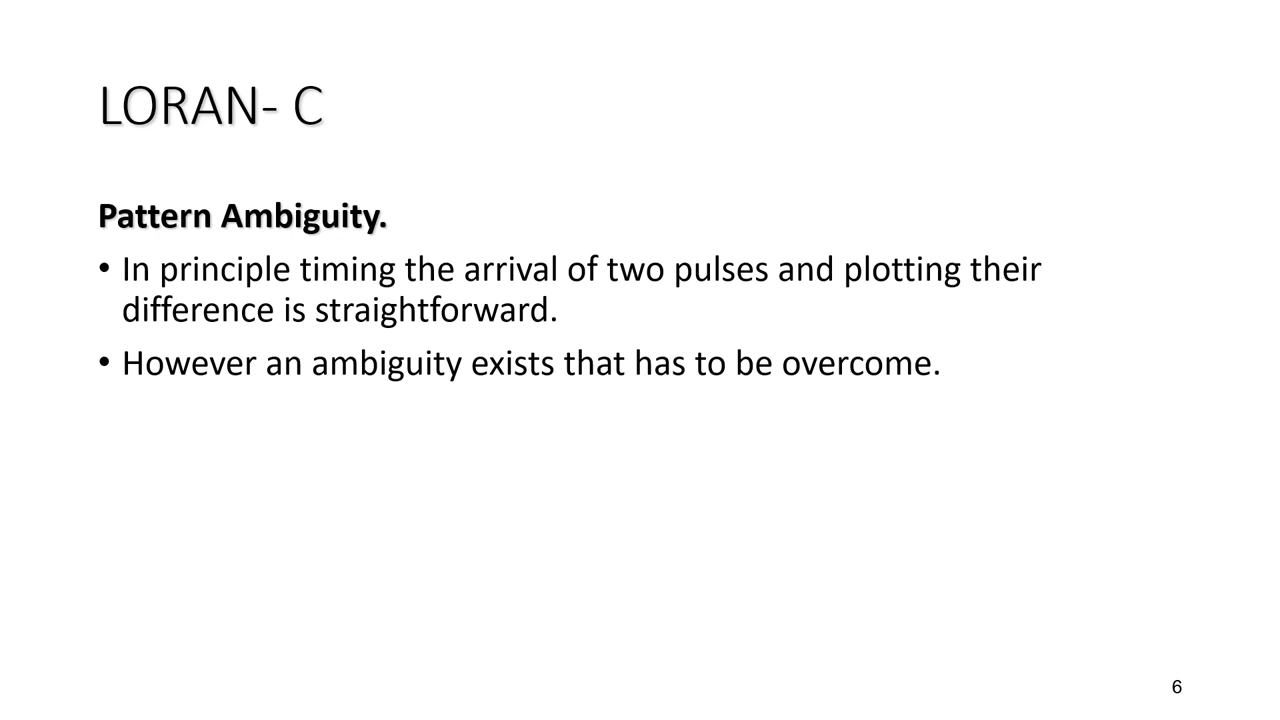 LORAN- C
Pattern Ambiguity.
• In principle timing the arrival of two pulses and plotting their
difference is straightforward.
• However an ambiguity exists that has to be overcome.
6